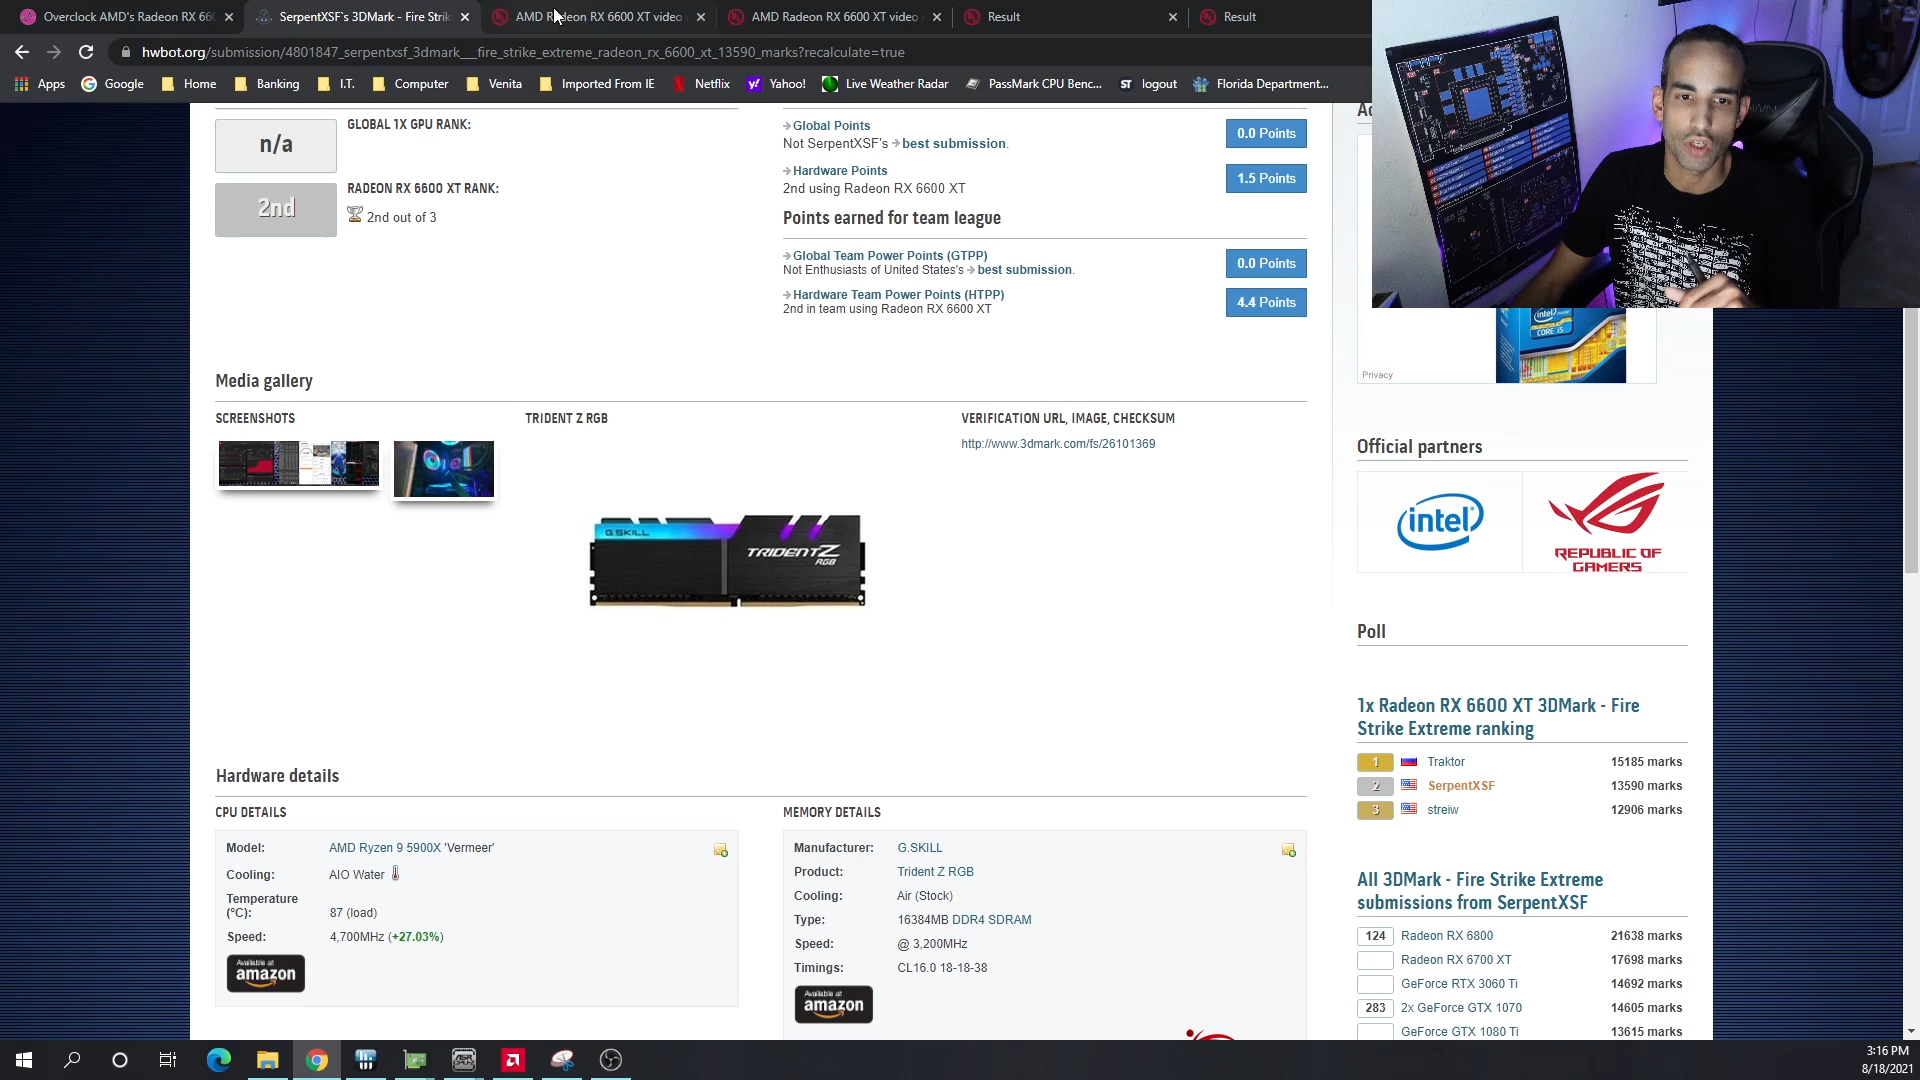 Overclock AMD's Radeon RX 660
SerpentXSF's 3DMark - Fire Strik
AMD Radeon RX 6600 XT video
AMD Radeon RX 6600 XT video
Result
Result
hwbot.org/submission/4801847_serpentxsf_3dmark___fire_strike_extreme_radeon_rx_6600_xt_13590_marks?recalculate=true
Apps
Google
Home
Banking
I.T.
Computer
Venita
Imported From IE
Netflix
Yahoo!
Live Weather Radar
PassMark CPU Benc...
ST
logout
Florida Department...
n/a
GLOBAL 1X GPU RANK:
2nd
RADEON RX 6600 XT RANK:
2nd out of 3
Global Points
Not SerpentXSF's best submission.
0.0 Points
Hardware Points
2nd using Radeon RX 6600 XT
1.5 Points
Points earned for team league
Global Team Power Points (GTPP)
Not Enthusiasts of United States's best submission.
0.0 Points
Hardware Team Power Points (HTPP)
2nd in team using Radeon RX 6600 XT
4.4 Points
Media gallery
SCREENSHOTS
TRIDENT Z RGB
VERIFICATION URL, IMAGE, CHECKSUM
http://www.3dmark.com/fs/26101369
G.SKILL
TRIDENTZ
RGB
Hardware details
CPU DETAILS
Model: AMD Ryzen 9 5900X 'Vermeer'
Cooling: AIO Water
Temperature
(°C): 87 (load)
Speed: 4,700MHz (+27.03%)
Available at
amazon
MEMORY DETAILS
Manufacturer: G.SKILL
Product: Trident Z RGB
Cooling: Air (Stock)
Type: 16384MB DDR4 SDRAM
Speed: @ 3,200MHz
Timings: CL16.0 18-18-38
Available at
amazon
intel
CORE i5
Privacy
Official partners
intel
REPUBLIC OF
GAMERS
Poll
1x Radeon RX 6600 XT 3DMark - Fire
Strike Extreme ranking
1 Traktor 15185 marks
2 SerpentXSF 13590 marks
3 streiw 12906 marks
All 3DMark - Fire Strike Extreme
submissions from SerpentXSF
124 Radeon RX 6800 21638 marks
Radeon RX 6700 XT 17698 marks
GeForce RTX 3060 Ti 14692 marks
283 2x GeForce GTX 1070 14605 marks
GeForce GTX 1080 Ti 13615 marks
3:16 PM
8/18/2021